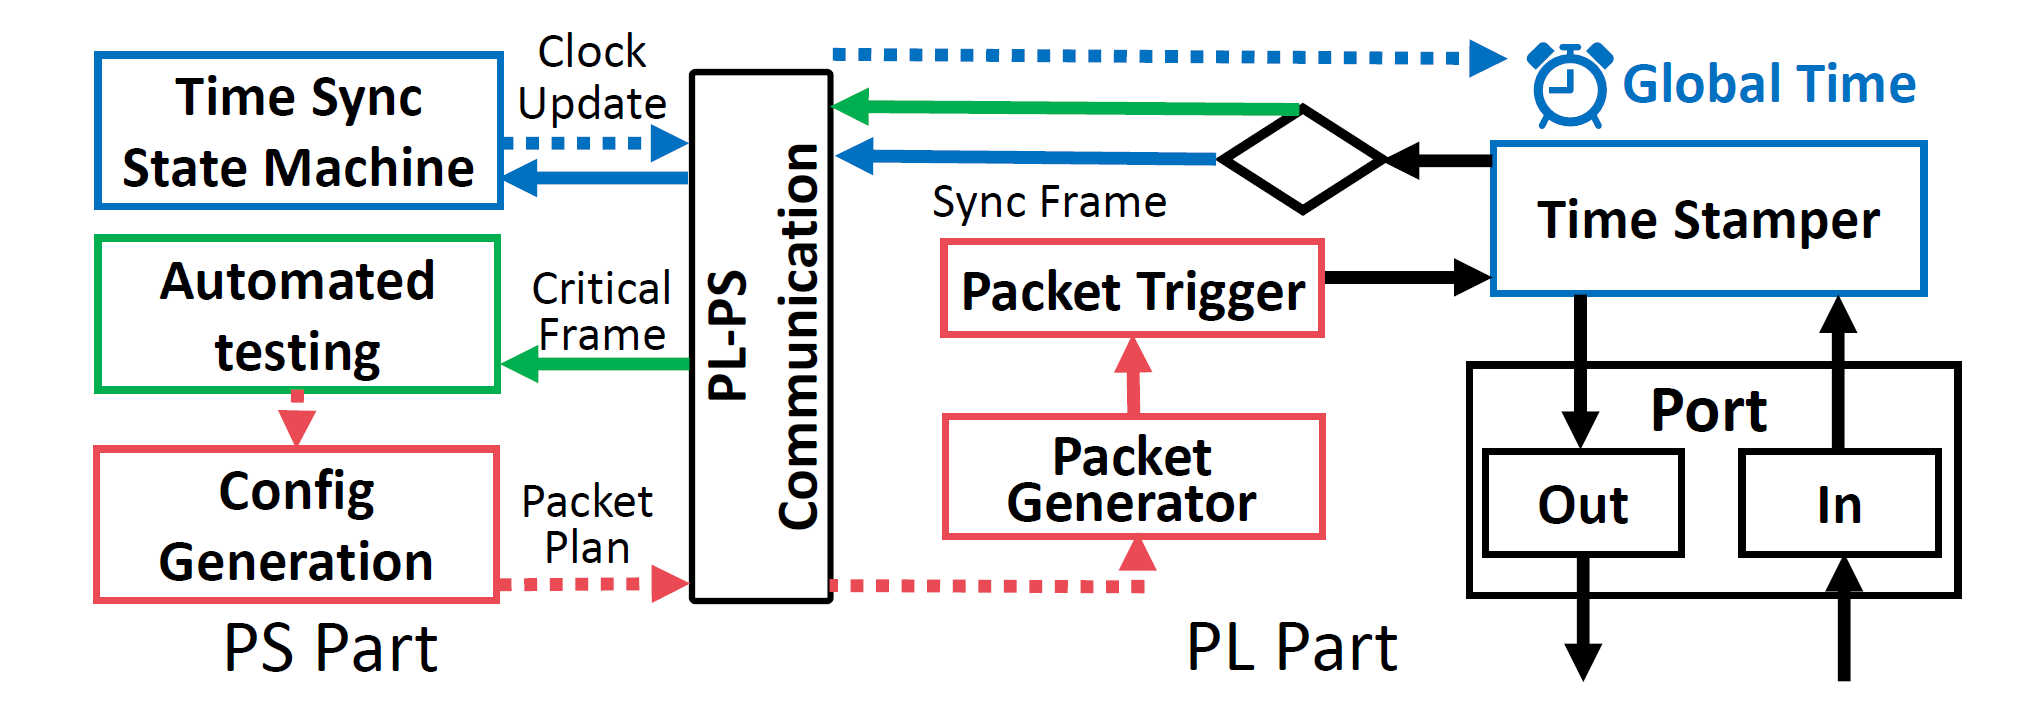 Time Sync
State Machine
Clock
Update
Automated
testing
Critical
Frame
Config
Generation
Packet
Plan
PS Part
PL-PS
Communication
Global Time
Sync Frame
Time Stamper
Packet Trigger
Packet
Generator
Port
Out
In
PL Part